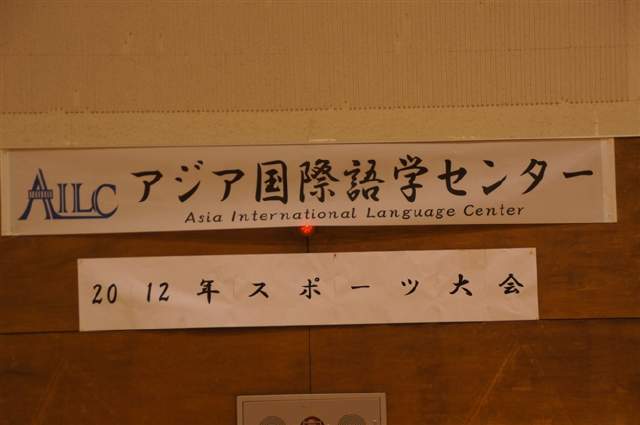 AILC アジア国際語学センター
Asia International Language Center
2012年スポーツ大会